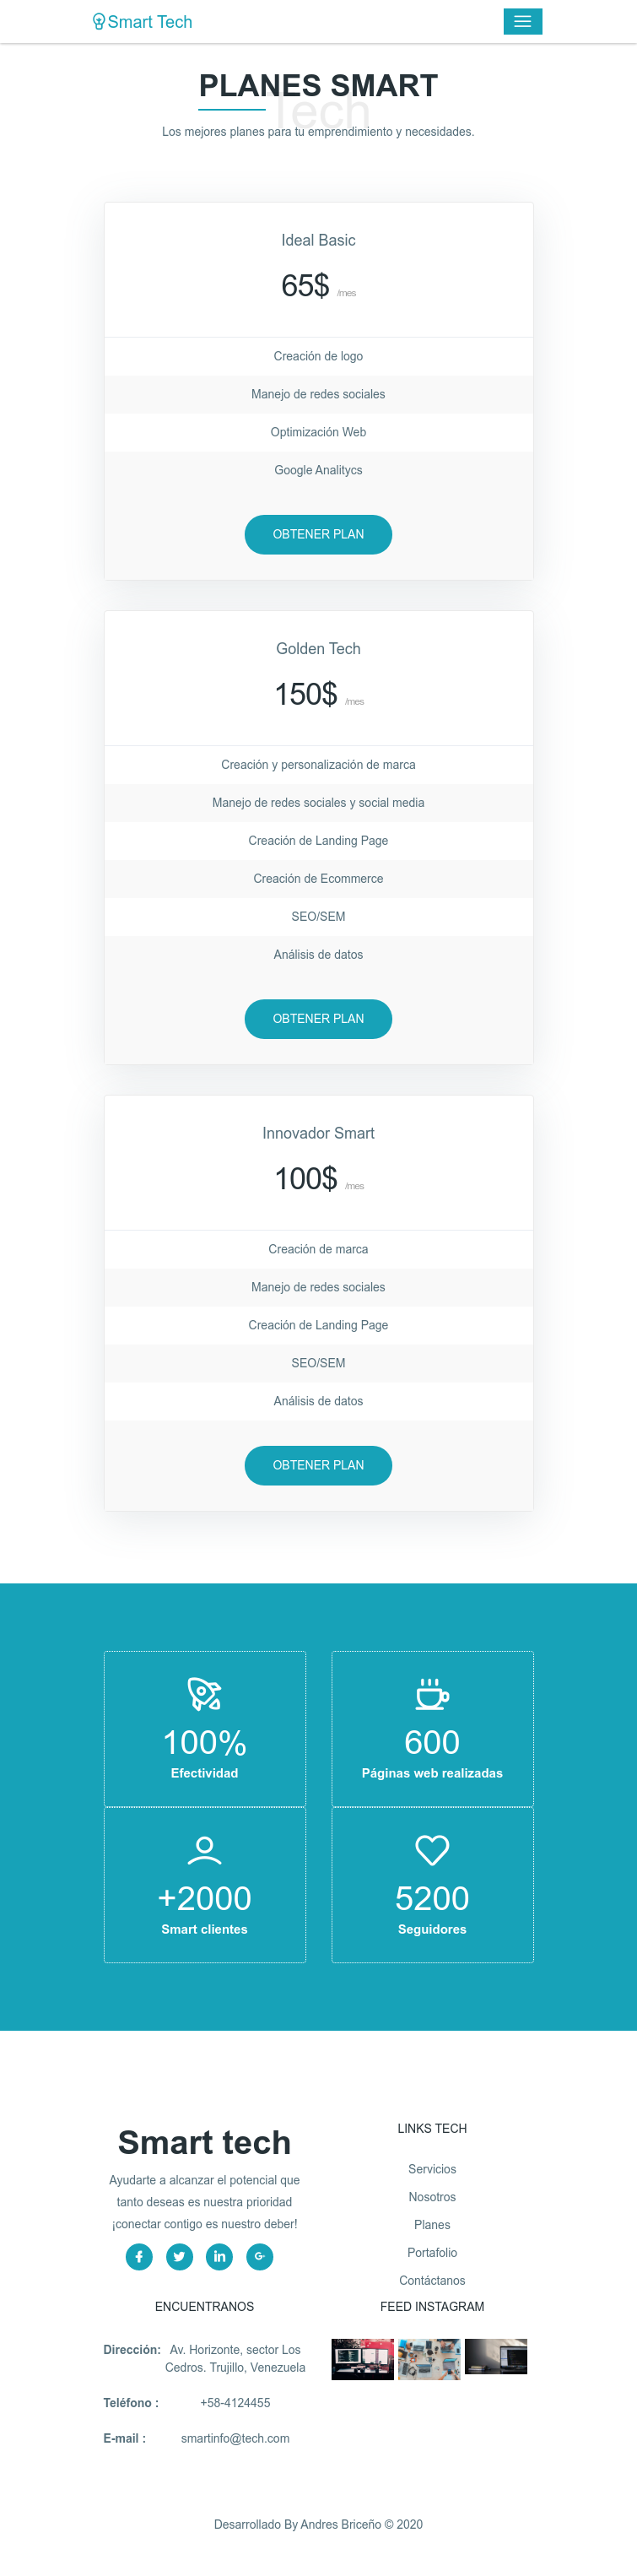 Smart Tech
PLANES SMART
Tech
Los mejores planes para tu emprendimiento y necesidades.
Ideal Basic
65$ /mes
Creación de logo
Manejo de redes sociales
Optimización Web
Google Analitycs
OBTENER PLAN
Golden Tech
150$ /mes
Creación y personalización de marca
Manejo de redes sociales y social media
Creación de Landing Page
Creación de Ecommerce
SEO/SEM
Análisis de datos
OBTENER PLAN
Innovador Smart
100$ /mes
Creación de marca
Manejo de redes sociales
Creación de Landing Page
SEO/SEM
Análisis de datos
OBTENER PLAN
100%
Efectividad
600
Páginas web realizadas
+2000
Smart clientes
5200
Seguidores
Smart tech
Ayudarte a alcanzar el potencial que
tanto deseas es nuestra prioridad
¡conectar contigo es nuestro deber!
LINKS TECH
Servicios
Nosotros
Planes
Portafolio
Contáctanos
ENCUENTRANOS
Dirección: Av. Horizonte, sector Los
Cedros. Trujillo, Venezuela
Teléfono : +58-4124455
E-mail : smartinfo@tech.com
FEED INSTAGRAM
Desarrollado By Andres Briceño © 2020